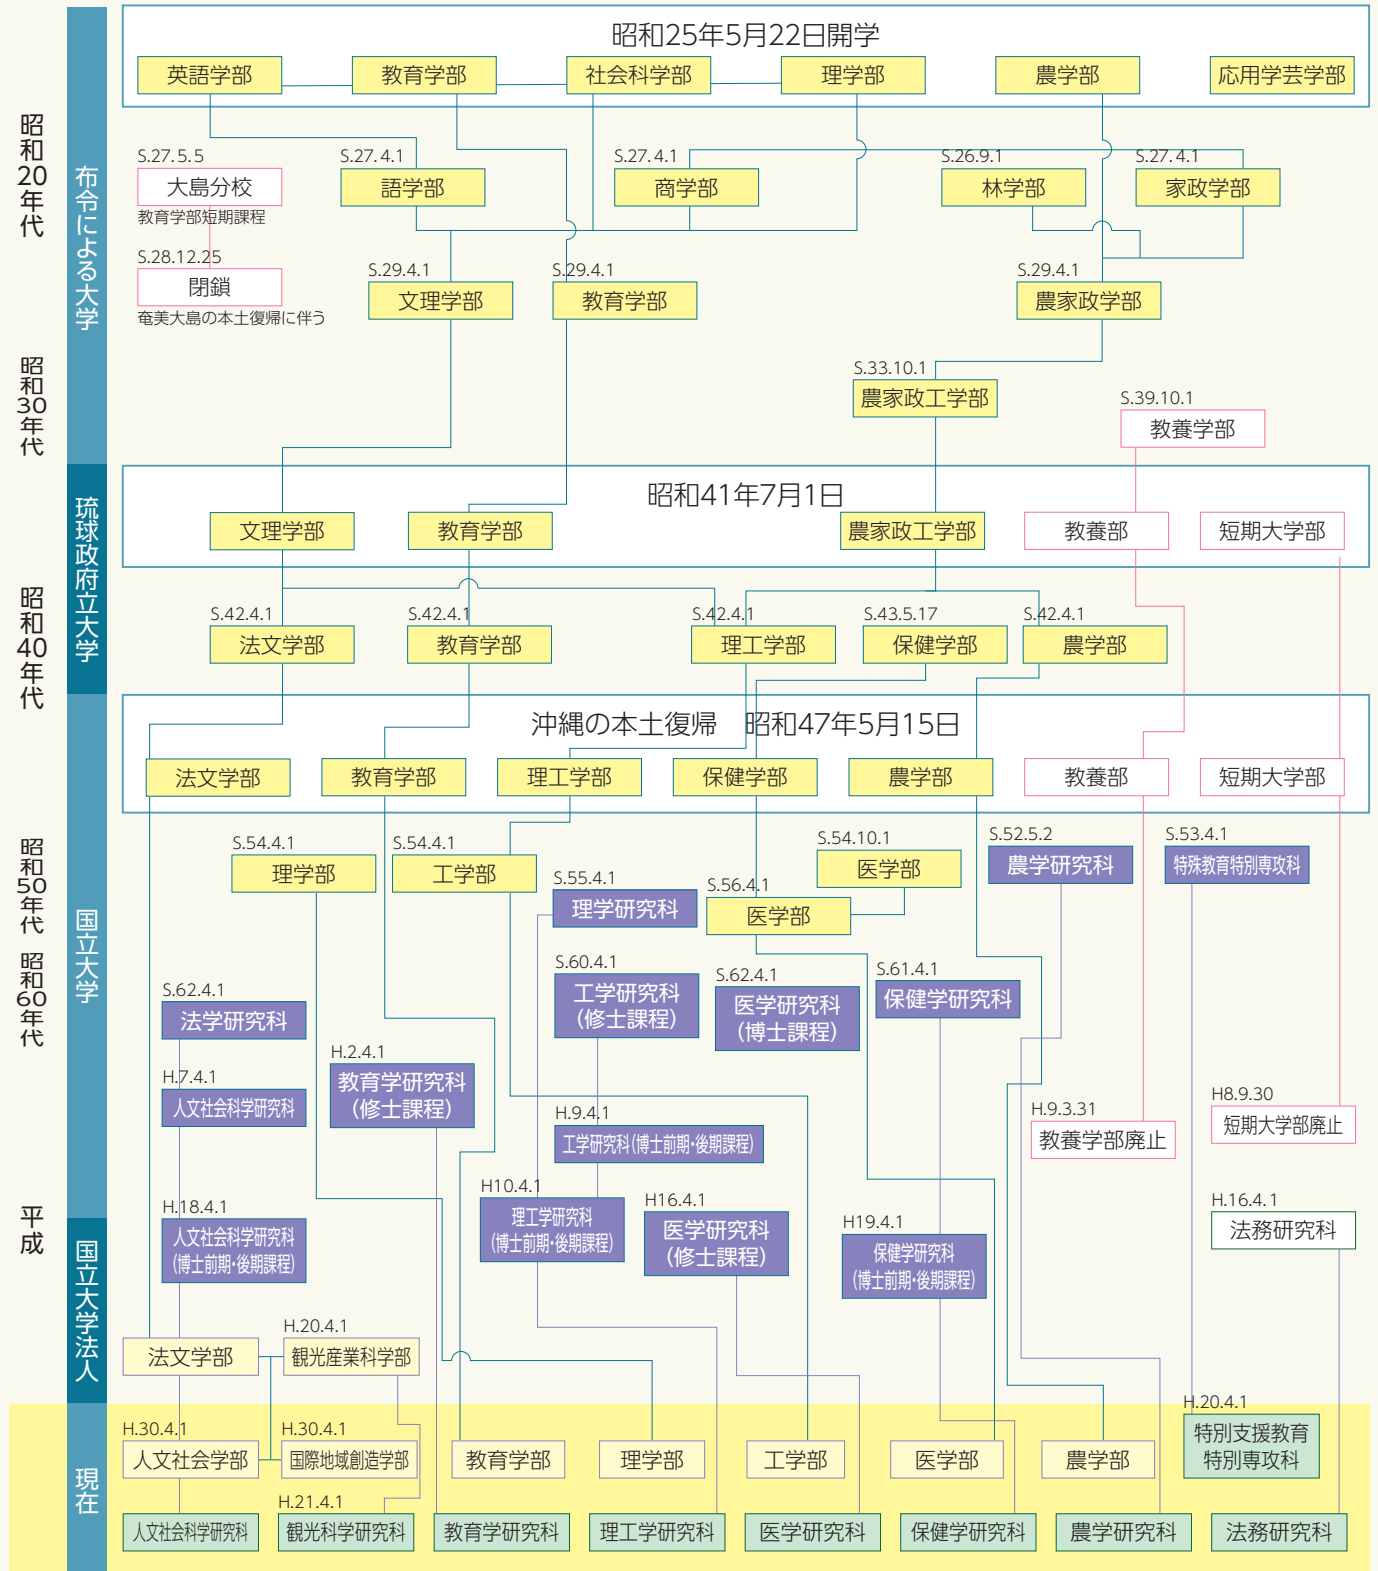 昭和20年代
昭和30年代
昭和40年代
昭和50年代
昭和60年代
平成
布令による大学
琉球政府立大学
国立大学
国立大学法人
現在
昭和25年5月22日開学
英語学部
教育学部
社会科学部
理学部
農学部
応用学芸学部
S.27.5.5
大島分校
教育学部短期課程
S.27.4.1
語学部
S.27.4.1
商学部
S.26.9.1
林学部
S.27.4.1
家政学部
S.28.12.25
閉鎖
奄美大島の本土復帰に伴う
S.29.4.1
文理学部
S.29.4.1
教育学部
S.29.4.1
農家政学部
S.33.10.1
農家政工学部
S.39.10.1
教養学部
昭和41年7月1日
文理学部
教育学部
農家政工学部
教養部
短期大学部
S.42.4.1
法文学部
S.42.4.1
教育学部
S.42.4.1
理工学部
S.43.5.17
保健学部
S.42.4.1
農学部
沖縄の本土復帰　昭和47年5月15日
法文学部
教育学部
理工学部
保健学部
農学部
教養部
短期大学部
S.54.4.1
理学部
S.54.4.1
工学部
S.54.10.1
医学部
S.52.5.2
農学研究科
S.53.4.1
特殊教育特別専攻科
S.55.4.1
理学研究科
S.56.4.1
医学部
S.62.4.1
法学研究科
S.60.4.1
工学研究科
(修士課程)
S.62.4.1
医学研究科
(博士課程)
S.61.4.1
保健学研究科
H.7.4.1
人文社会科学研究科
H.2.4.1
教育学研究科
(修士課程)
H.9.4.1
工学研究科(博士前期・後期課程)
H.9.3.31
教養学部廃止
H8.9.30
短期大学部廃止
H.18.4.1
人文社会科学研究科
(博士前期・後期課程)
H10.4.1
理工学研究科
(博士前期・後期課程)
H16.4.1
医学研究科
(修士課程)
H19.4.1
保健学研究科
(博士前期・後期課程)
H.16.4.1
法務研究科
法文学部
H.20.4.1
観光産業科学部
H.30.4.1
人文社会学部
H.30.4.1
国際地域創造学部
教育学部
理学部
工学部
医学部
農学部
H.20.4.1
特別支援教育
特別専攻科
人文社会科学研究科
H.21.4.1
観光科学研究科
教育学研究科
理工学研究科
医学研究科
保健学研究科
農学研究科
法務研究科